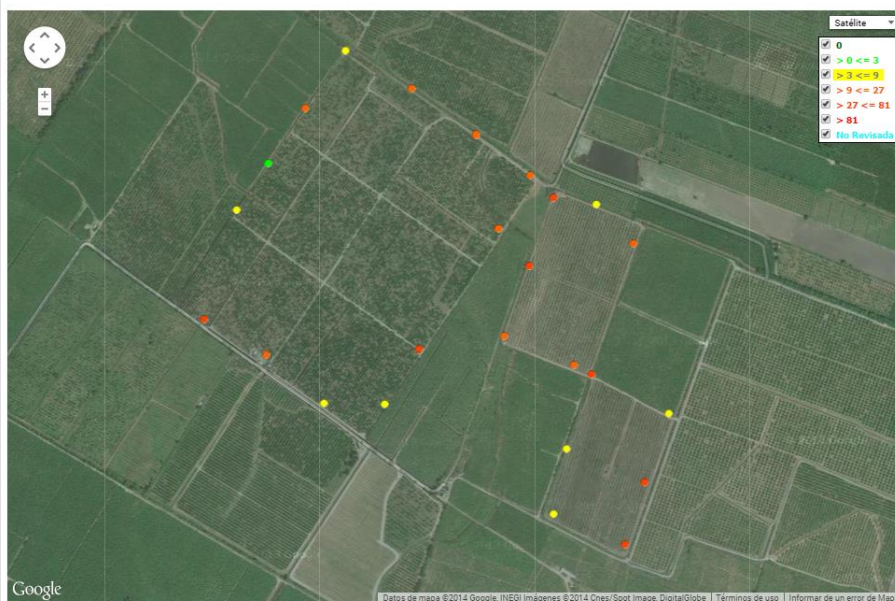 Satélite
0
> 0 <= 3
> 3 <= 9
> 9 <= 27
> 27 <= 81
> 81
No Revisada
Google
Datos de mapa ©2014 Google, INEGI Imágenes ©2014 Cnes/Spot Image, DigitalGlobe Términos de uso Informar de un error de Map